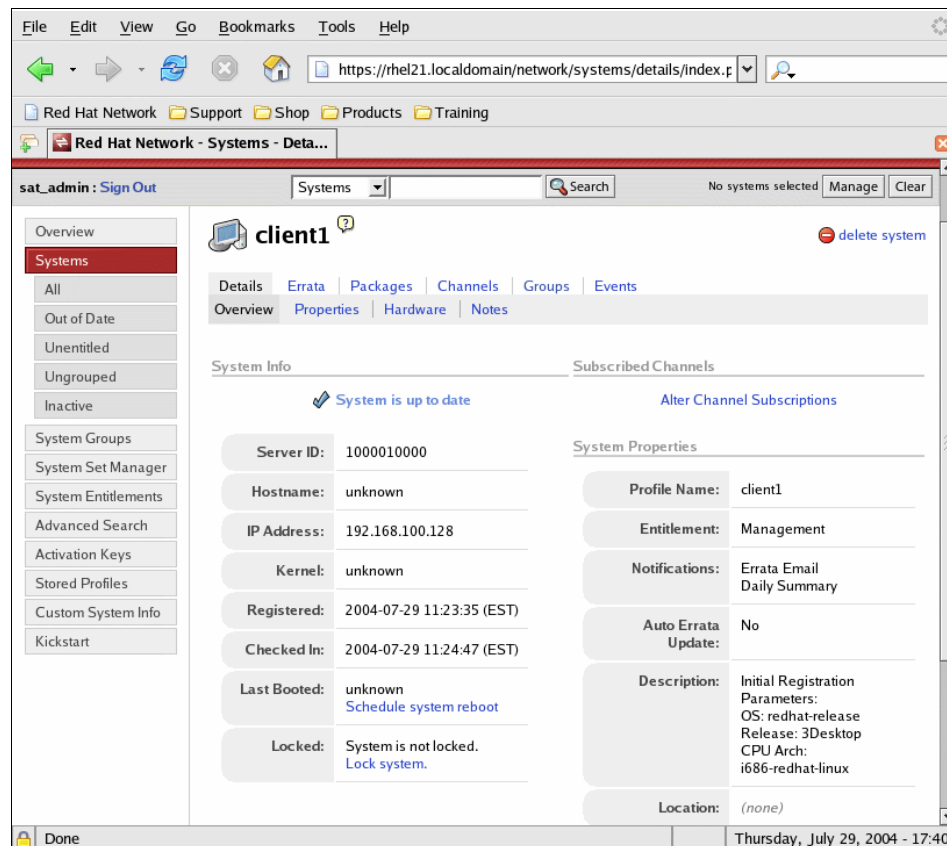 File Edit View Go Bookmarks Tools Help
https://rhel21.localdomain/network/systems/details/index.p
Red Hat Network Support Shop Products Training
Red Hat Network - Systems - Deta...
sat_admin : Sign Out Systems Search No systems selected Manage Clear
Overview
Systems
All
Out of Date
Unentitled
Ungrouped
Inactive
System Groups
System Set Manager
System Entitlements
Advanced Search
Activation Keys
Stored Profiles
Custom System Info
Kickstart
client1 ?
delete system
Details Errata Packages Channels Groups Events
Overview Properties Hardware Notes
System Info
System is up to date
Server ID: 1000010000
Hostname: unknown
IP Address: 192.168.100.128
Kernel: unknown
Registered: 2004-07-29 11:23:35 (EST)
Checked In: 2004-07-29 11:24:47 (EST)
Last Booted: unknown
Schedule system reboot
Locked: System is not locked.
Lock system.
Subscribed Channels
Alter Channel Subscriptions
System Properties
Profile Name: client1
Entitlement: Management
Notifications: Errata Email
Daily Summary
Auto Errata
Update: No
Description: Initial Registration
Parameters:
OS: redhat-release
Release: 3Desktop
CPU Arch:
i686-redhat-linux
Location: (none)
Done Thursday, July 29, 2004 - 17:40